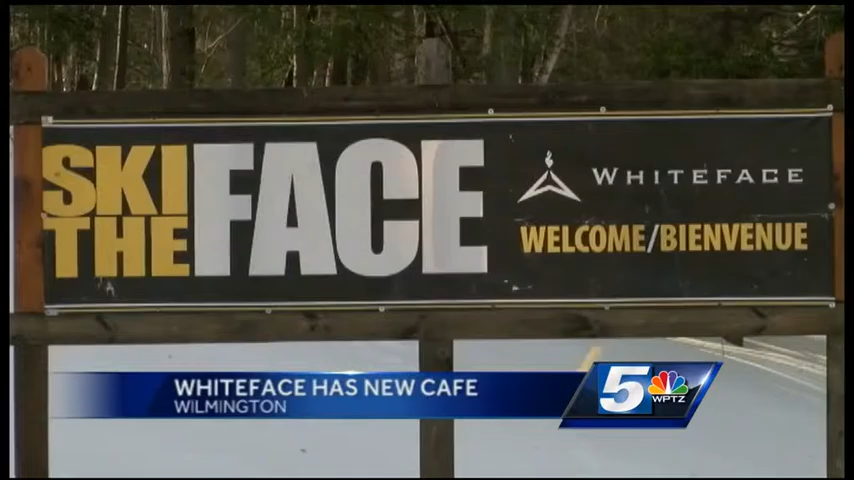 SKI THE FACE
WHITEFACE
WELCOME/BIENVENUE
WHITEFACE HAS NEW CAFE
WILMINGTON
5
WPTZ